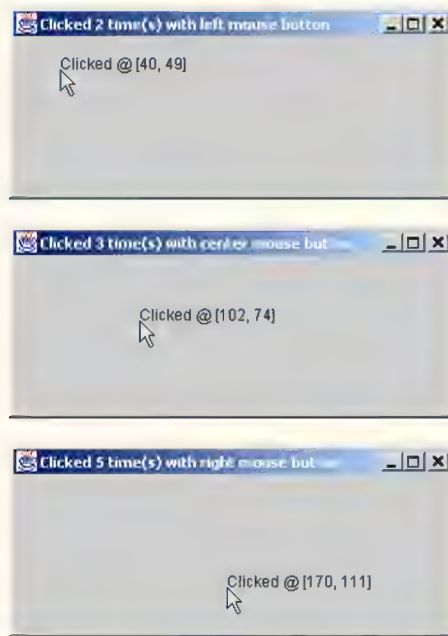 Clicked 2 time(s) with left mouse button
Clicked @ [40, 49]
Clicked 3 time(s) with center mouse but
Clicked @ [102, 74]
Clicked 5 time(s) with right mouse but
Clicked @ [170, 111]